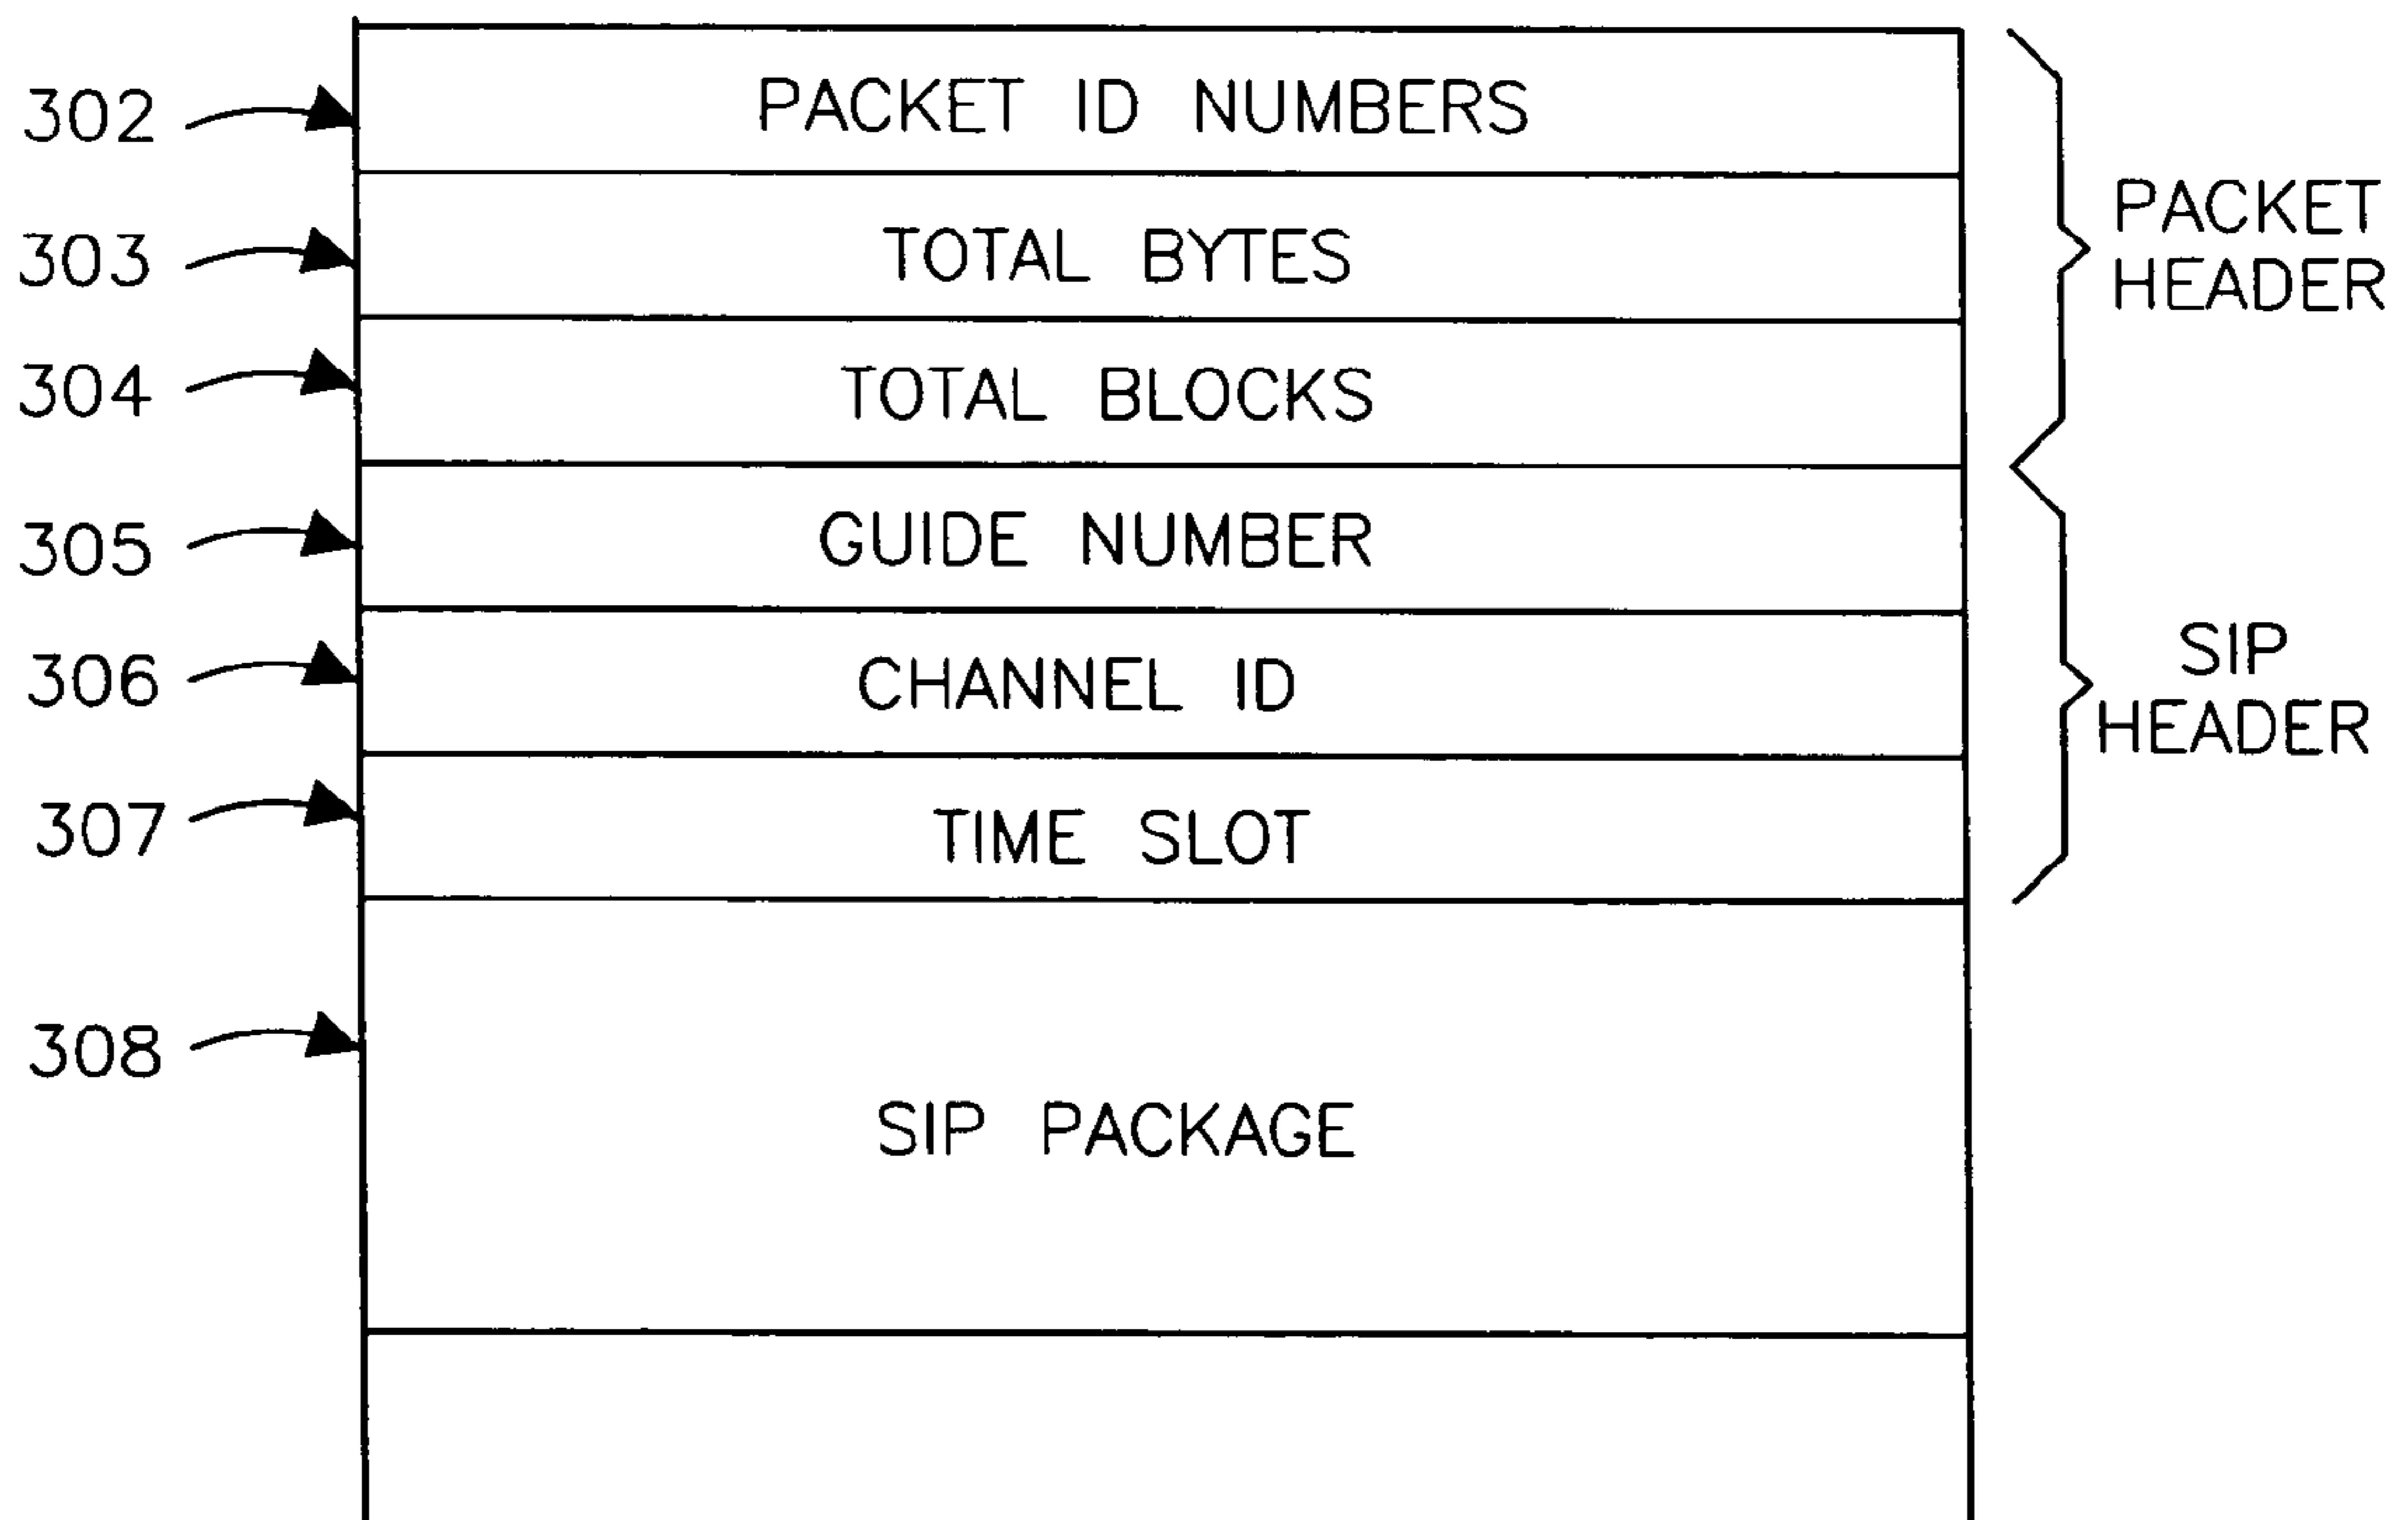 302 PACKET ID NUMBERS
303 TOTAL BYTES
PACKET
HEADER
304 TOTAL BLOCKS
305 GUIDE NUMBER
306 CHANNEL ID
SIP
HEADER
307 TIME SLOT
308
SIP PACKAGE